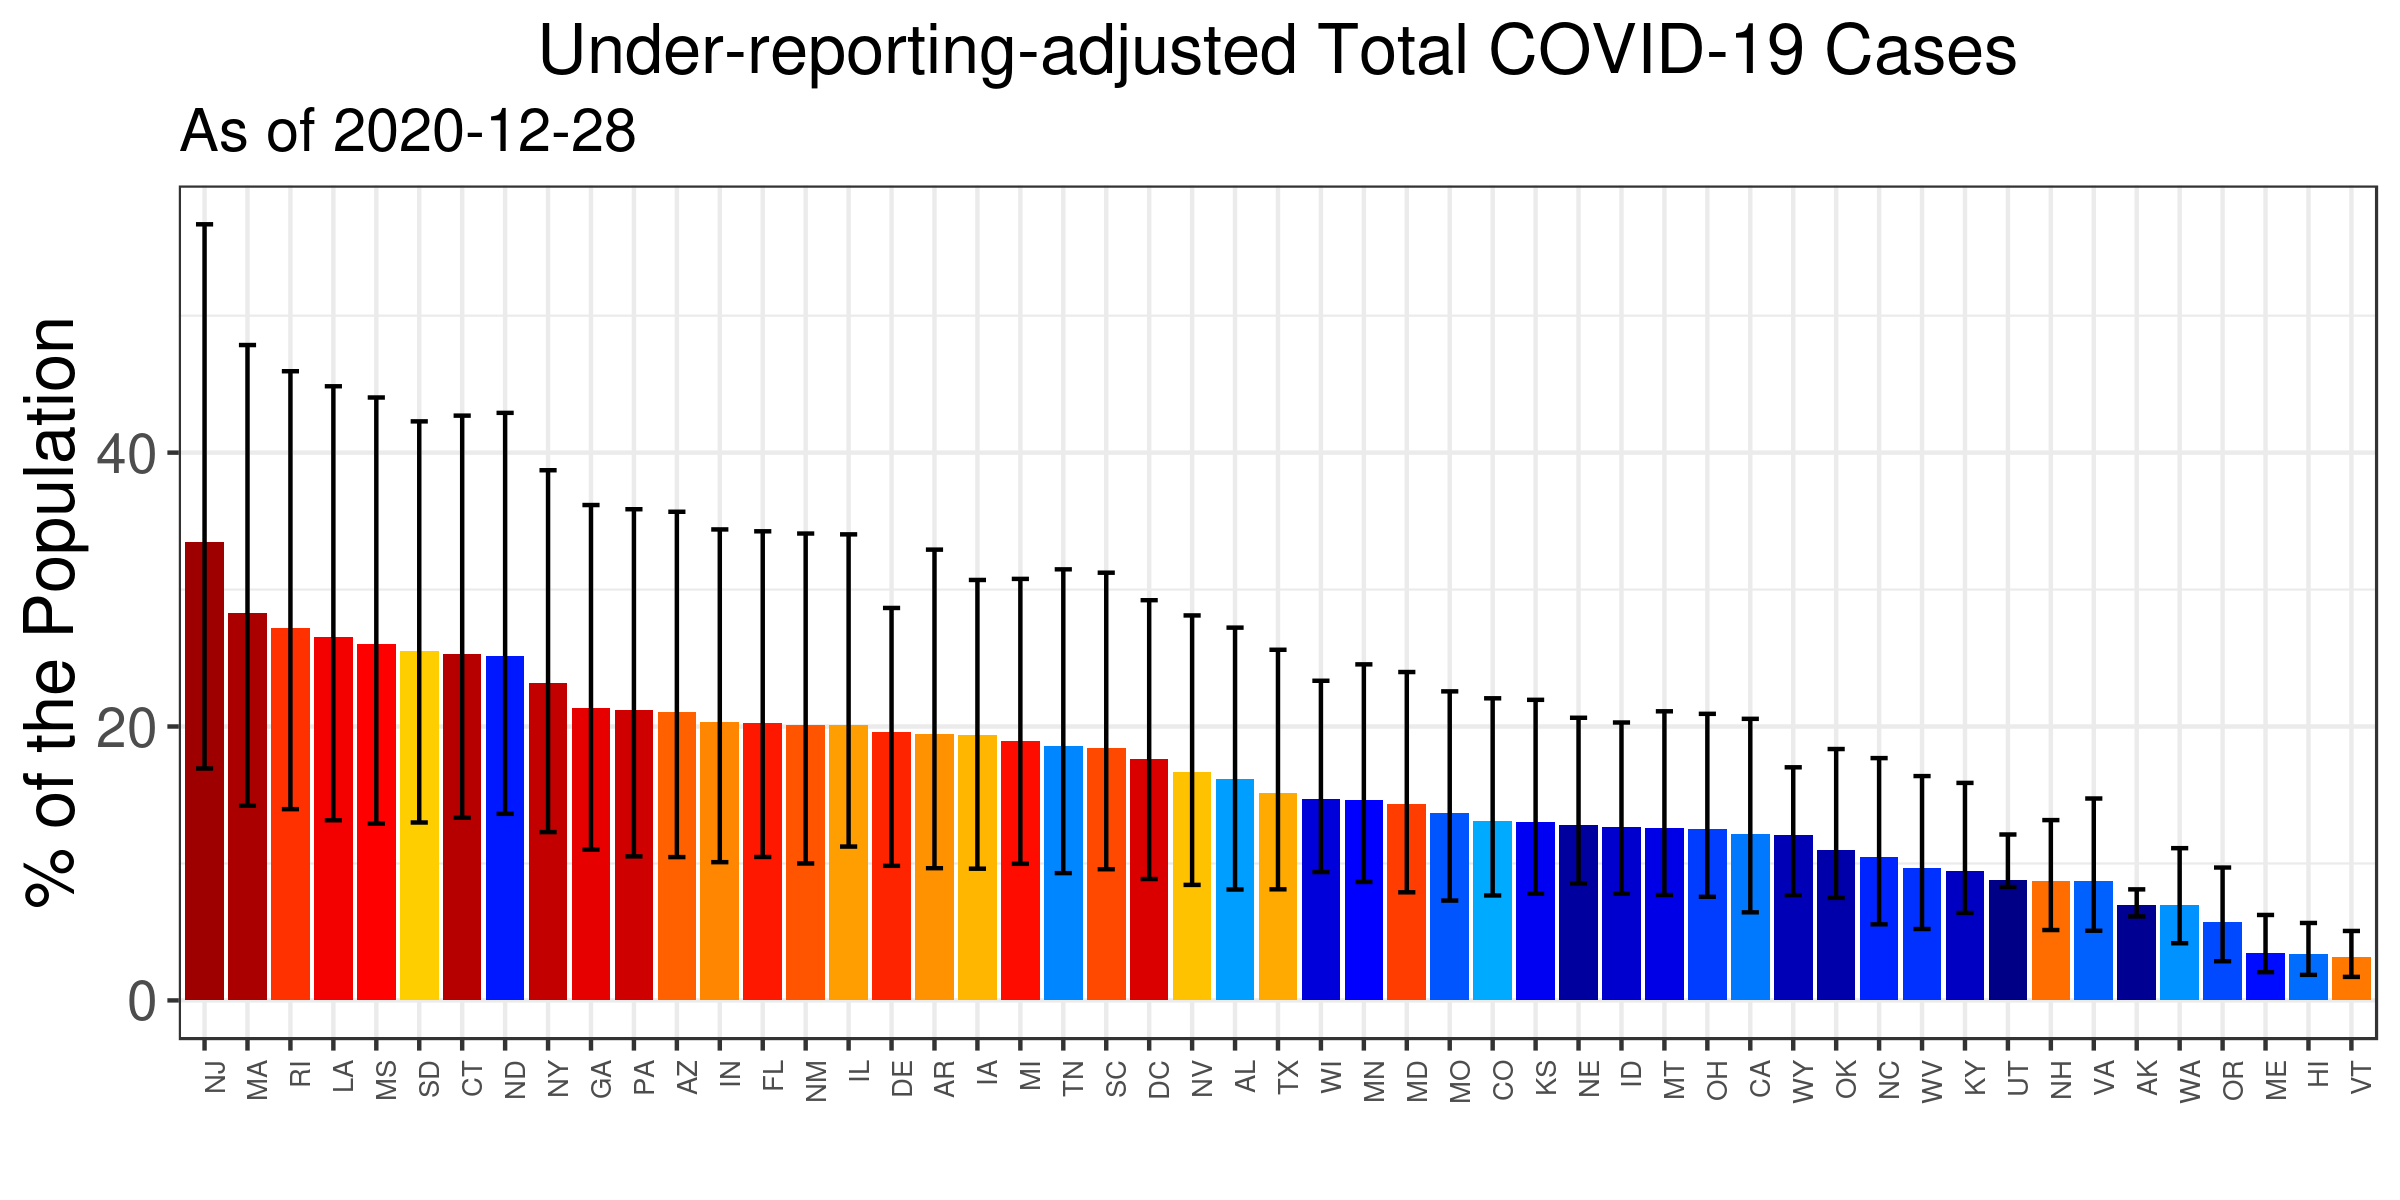 Under-reporting-adjusted Total COVID-19 Cases
As of 2020-12-28
% of the Population
40
20
0
NJ MA RI LA MS SD CT ND NY GA PA AZ IN FL NM IL DE AR IA MI TN SC DC NV AL TX WI MN MD MO CO KS NE ID MT OH CA WY OK NC WV KY UT NH VA AK WA OR ME HI VT